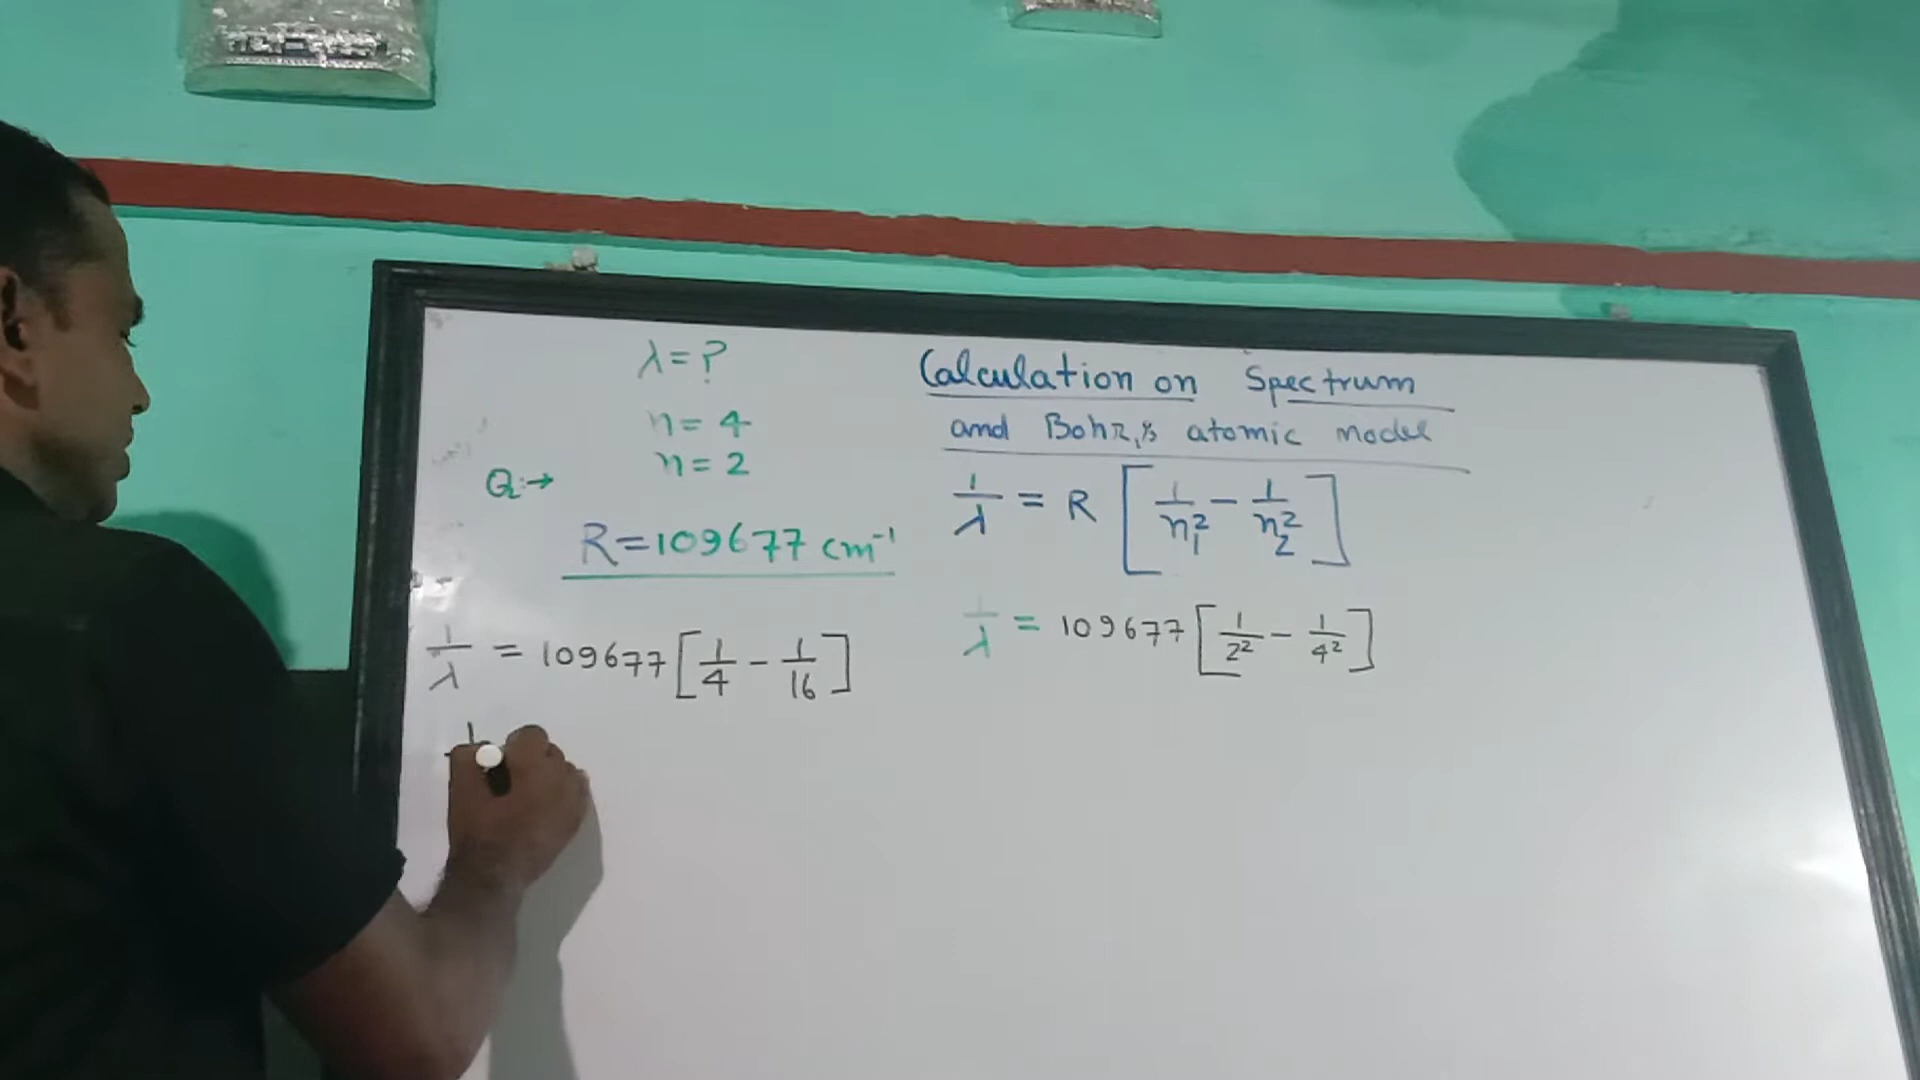 λ = ?
n = 4
n = 2
Q:→
R = 109677 cm⁻¹
Calculation on Spectrum
and Bohr,s atomic model
1/λ = R [1/n₁² − 1/n₂²]
1/λ = 109677 [1/2² − 1/4²]
1/λ = 109677 [1/4 − 1/16]
1